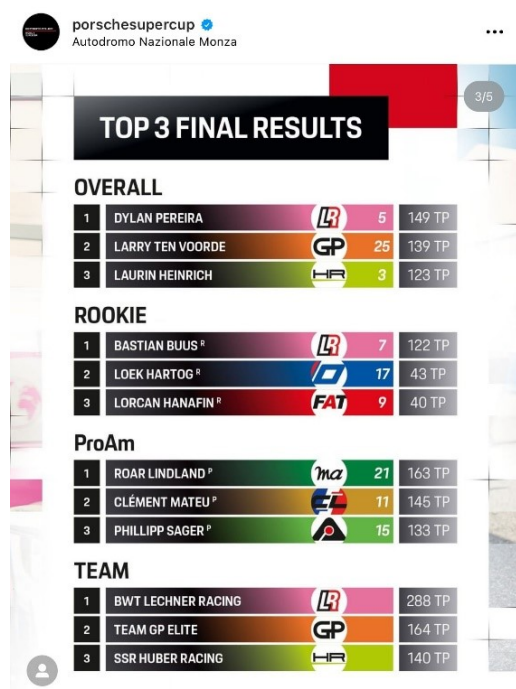 porschesupercup
Autodromo Nazionale Monza
3/5
TOP 3 FINAL RESULTS
OVERALL
1 DYLAN PEREIRA LR 5 149 TP
2 LARRY TEN VOORDE GP 25 139 TP
3 LAURIN HEINRICH HR 3 123 TP
ROOKIE
1 BASTIAN BUUS R LR 7 122 TP
2 LOEK HARTOG R 17 43 TP
3 LORCAN HANAFIN R FAT 9 40 TP
ProAm
1 ROAR LINDLAND P ma 21 163 TP
2 CLÉMENT MATEU P CL 11 145 TP
3 PHILLIPP SAGER P 15 133 TP
TEAM
1 BWT LECHNER RACING LR 288 TP
2 TEAM GP ELITE GP 164 TP
3 SSR HUBER RACING HR 140 TP